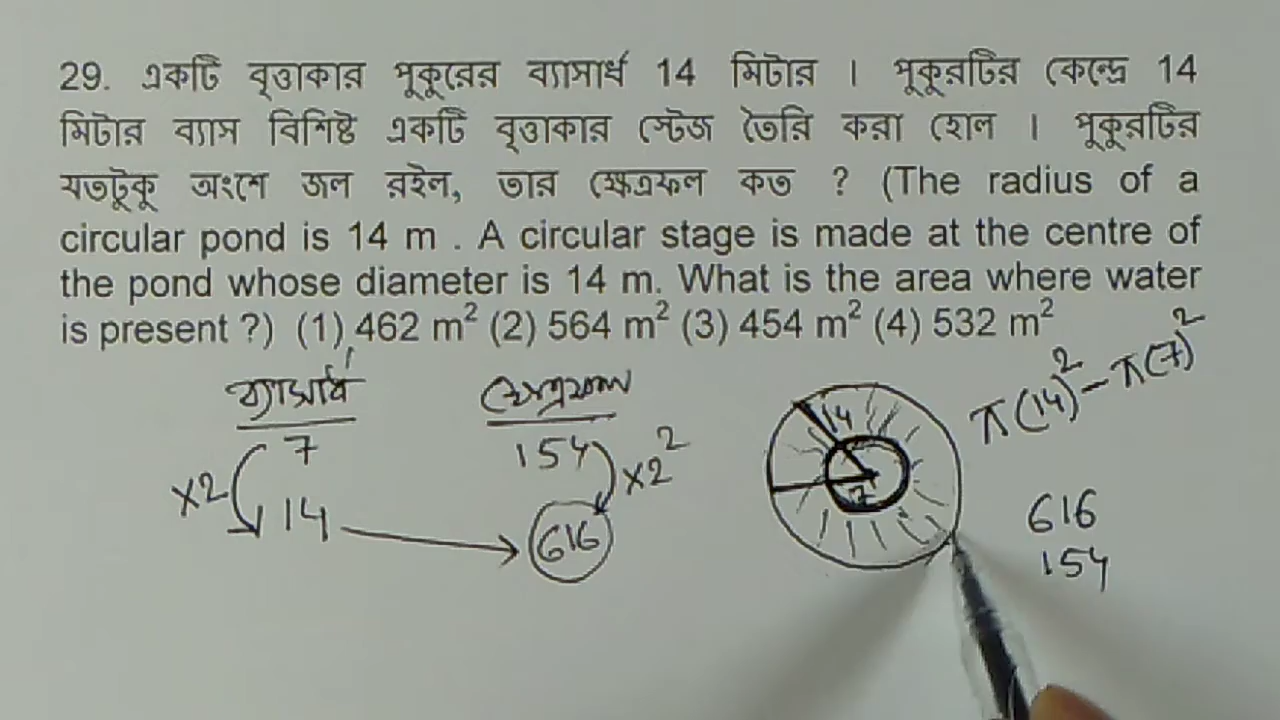 29. একটি বৃত্তাকার পুকুরের ব্যাসার্ধ 14 মিটার । পুকুরটির কেন্দ্রে 14
মিটার ব্যাস বিশিষ্ট একটি বৃত্তাকার স্টেজ তৈরি করা হোল । পুকুরটির
যতটুকু অংশে জল রইল, তার ক্ষেত্রফল কত ? (The radius of a
circular pond is 14 m . A circular stage is made at the centre of
the pond whose diameter is 14 m. What is the area where water
is present ?) (1) 462 m² (2) 564 m² (3) 454 m² (4) 532 m²
ব্যাসার্ধ ক্ষেত্রফল
7 154
×2 ×2²
14 616
14
7
π(14)² − π(7)²
616
154